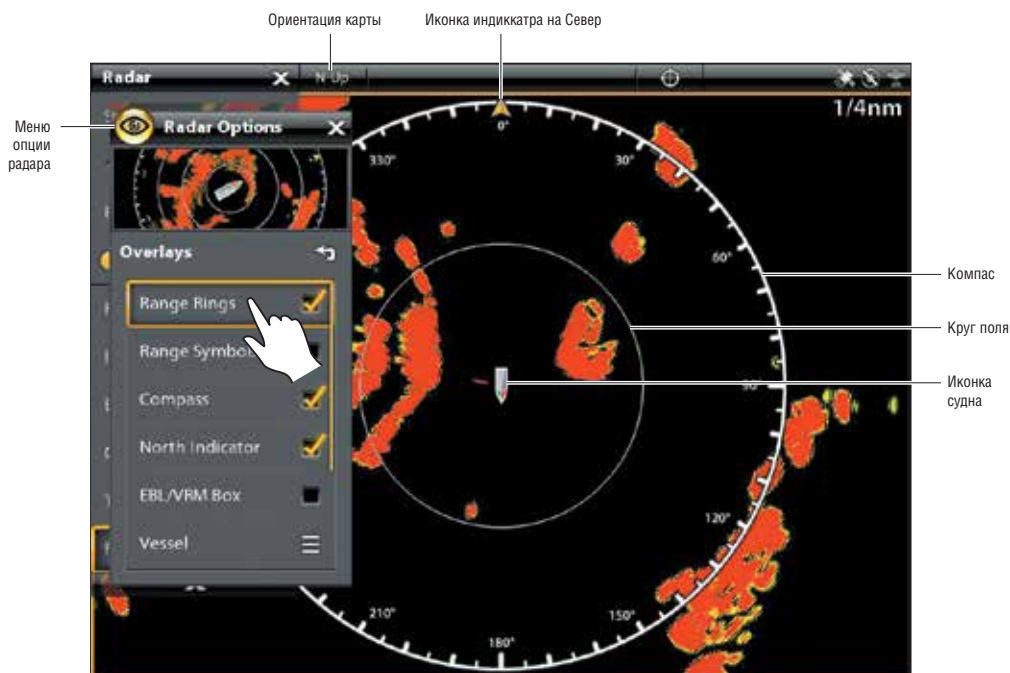 Ориентация карты
Иконка индиккатра на Север
Radar
N Up
1/4nm
Меню
опции
радара
Radar Options
0°
330°
30°
60°
Overlays
Компас
Range Rings
Круг поля
Range Symbols
Compass
90°
Иконка
судна
North Indicator
EBL/VRM Box
120°
Vessel
210°
150°
180°